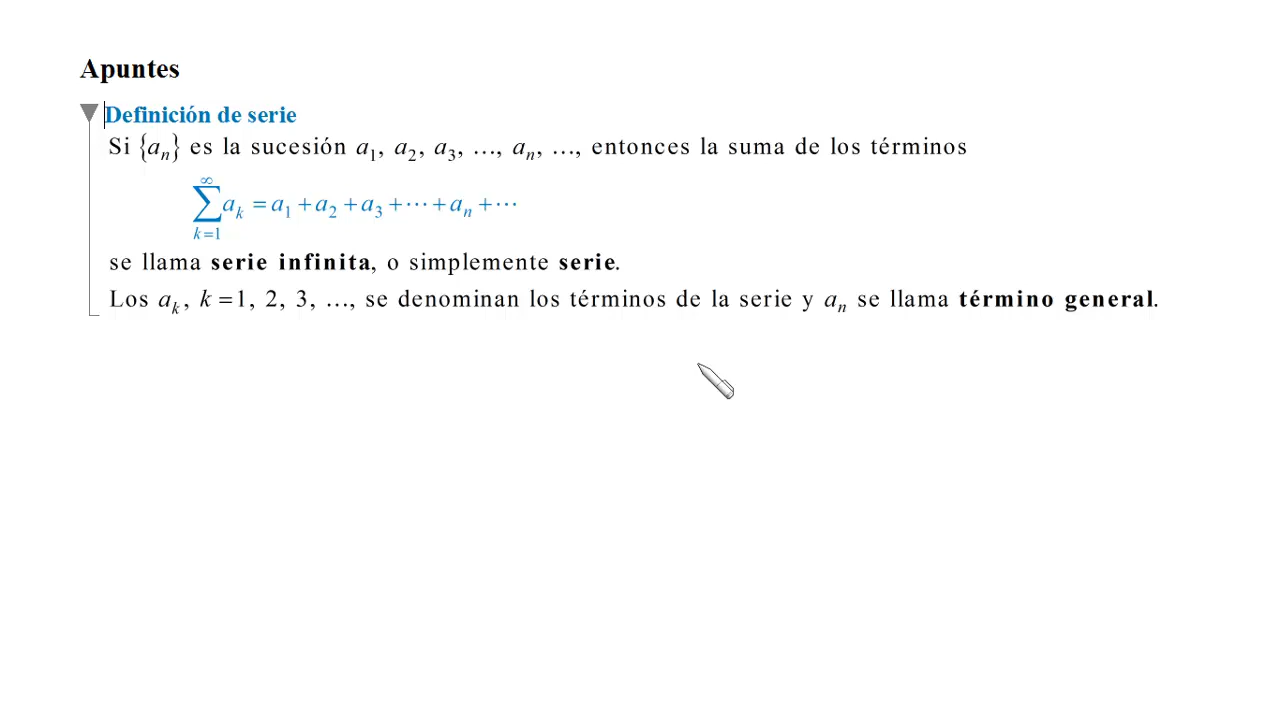 Apuntes
Definición de serie
Si {aₙ} es la sucesión a₁, a₂, a₃, …, aₙ, …, entonces la suma de los términos
∑_{k=1}^{∞} aₖ = a₁ + a₂ + a₃ + ⋯ + aₙ + ⋯
se llama serie infinita, o simplemente serie.
Los aₖ, k = 1, 2, 3, …, se denominan los términos de la serie y aₙ se llama término general.